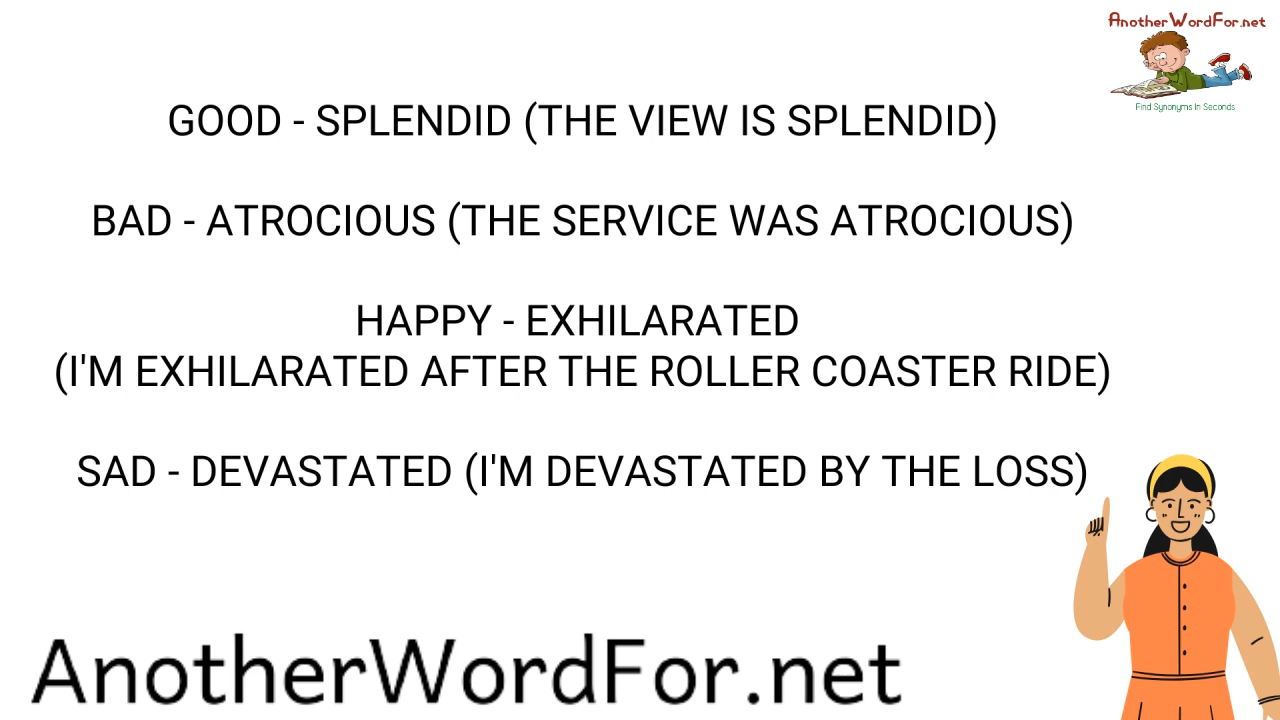 AnotherWordFor.net
Find Synonyms In Seconds
GOOD - SPLENDID (THE VIEW IS SPLENDID)
BAD - ATROCIOUS (THE SERVICE WAS ATROCIOUS)
HAPPY - EXHILARATED
(I'M EXHILARATED AFTER THE ROLLER COASTER RIDE)
SAD - DEVASTATED (I'M DEVASTATED BY THE LOSS)
AnotherWordFor.net